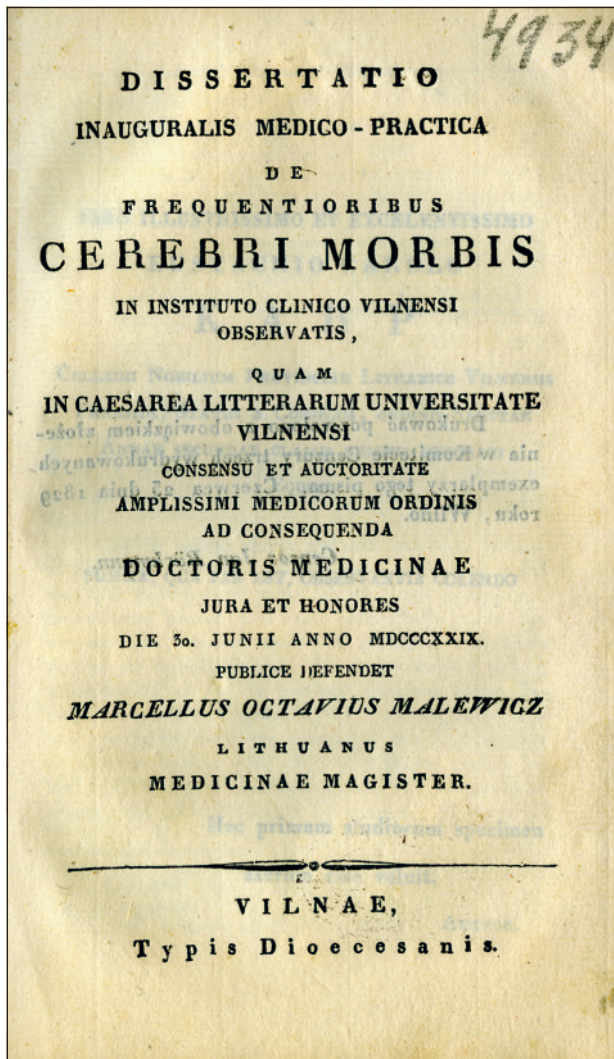 4934
DISSERTATIO
INAUGURALIS MEDICO - PRACTICA
DE
FREQUENTIORIBUS
CEREBRI MORBIS
IN INSTITUTO CLINICO VILNENSI
OBSERVATIS,
QUAM
IN CAESAREA LITTERARUM UNIVERSITATE
VILNENSI
CONSENSU ET AUCTORITATE
AMPLISSIMI MEDICORUM ORDINIS
AD CONSEQUENDA
DOCTORIS MEDICINAE
JURA ET HONORES
DIE 30. JUNII ANNO MDCCCXXIX.
PUBLICE DEFENDET
MARCELLUS OCTAVIUS MALEWICZ
LITHUANUS
MEDICINAE MAGISTER.
VILNAE,
Typis Dioecesanis.